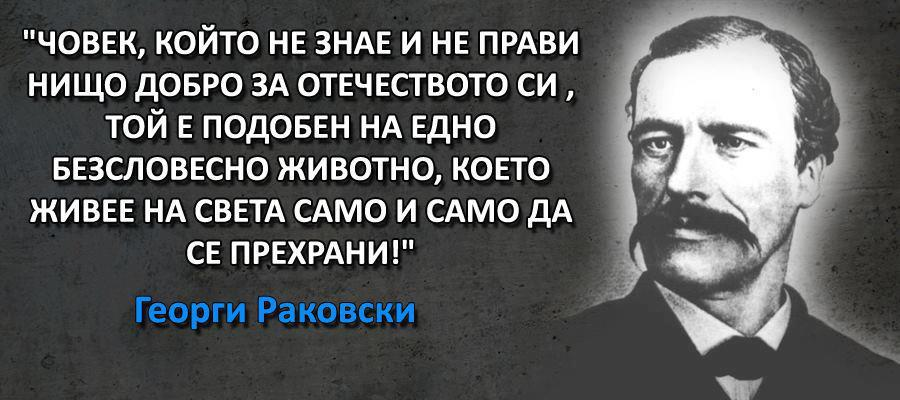 "ЧОВЕК, КОЙТО НЕ ЗНАЕ И НЕ ПРАВИ
НИЩО ДОБРО ЗА ОТЕЧЕСТВОТО СИ ,
ТОЙ Е ПОДОБЕН НА ЕДНО
БЕЗСЛОВЕСНО ЖИВОТНО, КОЕТО
ЖИВЕЕ НА СВЕТА САМО И САМО ДА
СЕ ПРЕХРАНИ!"
Георги Раковски